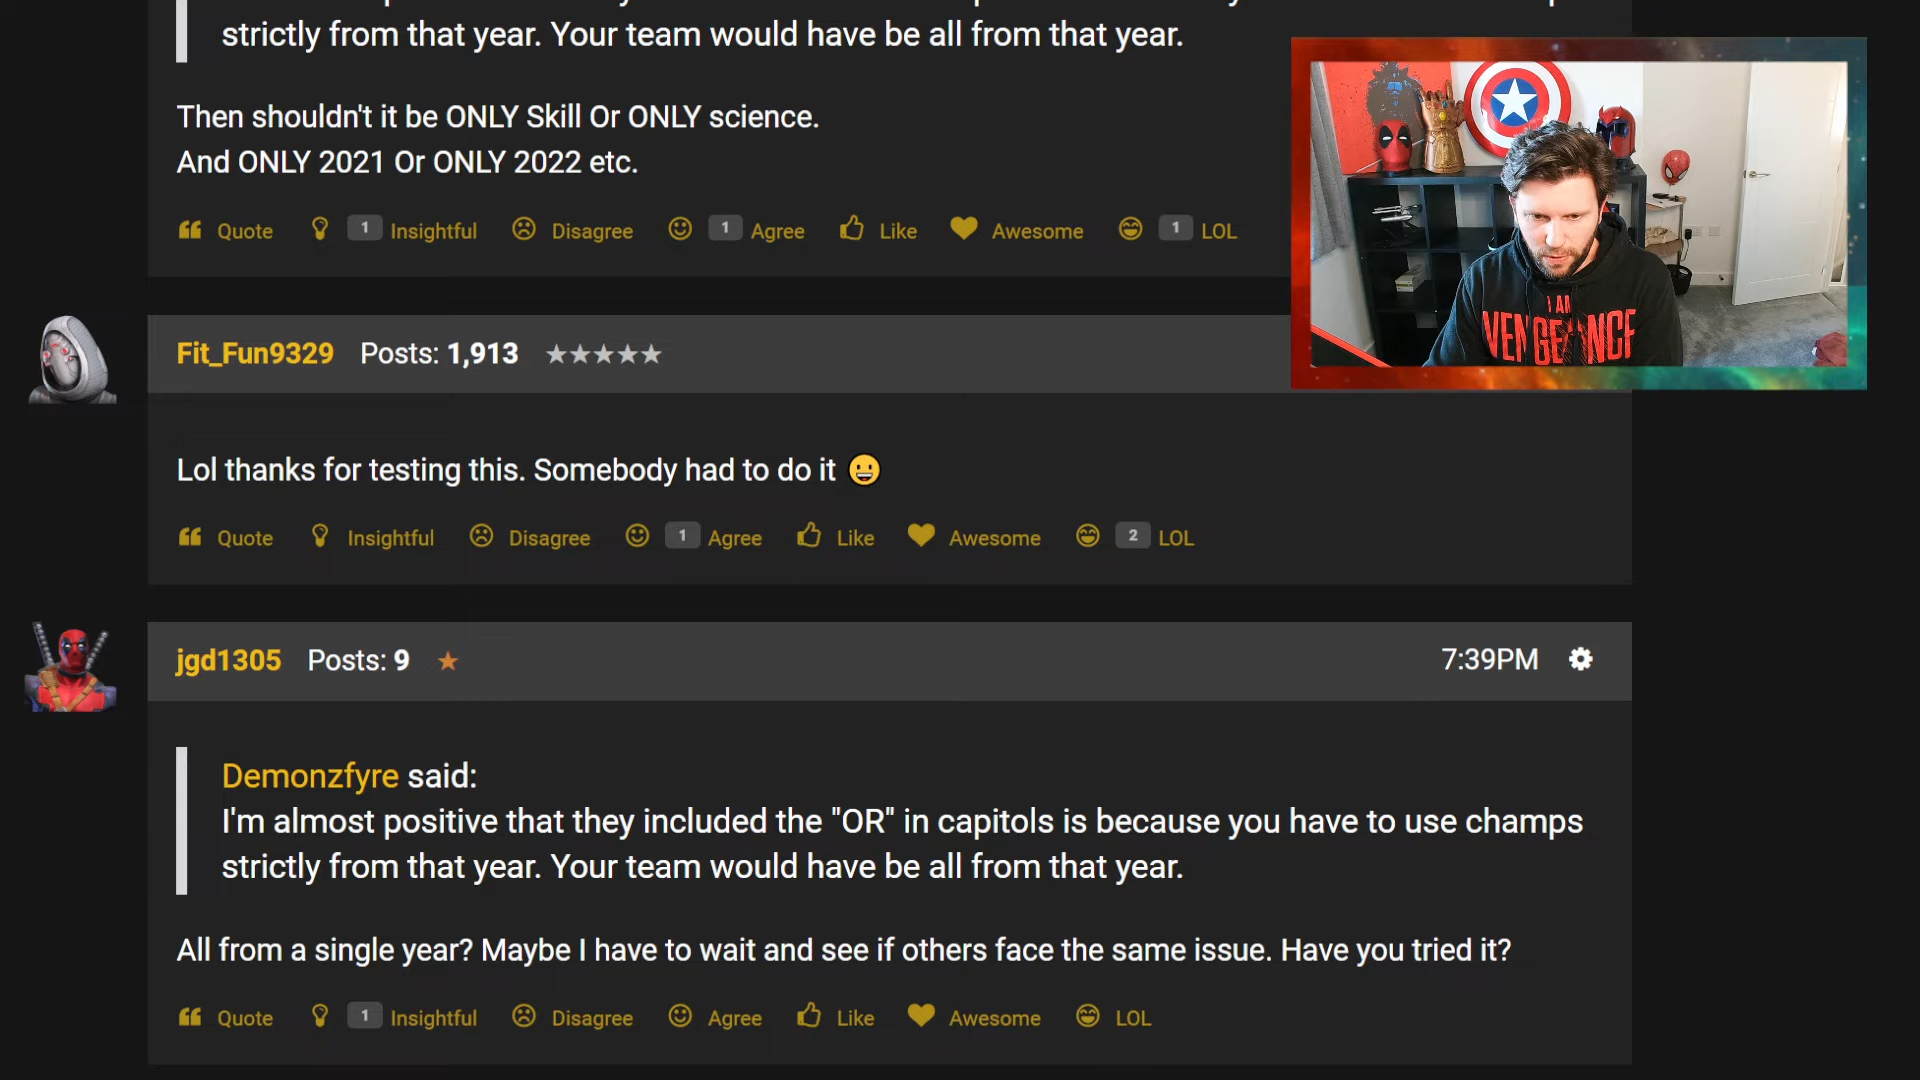 strictly from that year. Your team would have be all from that year.
Then shouldn't it be ONLY Skill Or ONLY science.
And ONLY 2021 Or ONLY 2022 etc.
Quote 1 Insightful Disagree 1 Agree Like Awesome 1 LOL
Fit_Fun9329 Posts: 1,913
Lol thanks for testing this. Somebody had to do it
Quote Insightful Disagree 1 Agree Like Awesome 2 LOL
jgd1305 Posts: 9 7:39PM
Demonzfyre said:
I'm almost positive that they included the "OR" in capitols is because you have to use champs
strictly from that year. Your team would have be all from that year.
All from a single year? Maybe I have to wait and see if others face the same issue. Have you tried it?
Quote 1 Insightful Disagree Agree Like Awesome LOL
I AM
VENGEANCE